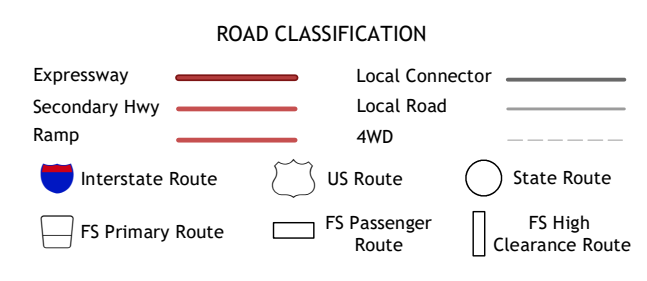 ROAD CLASSIFICATION
Expressway
Local Connector
Secondary Hwy
Local Road
Ramp
4WD
Interstate Route
US Route
State Route
FS Primary Route
FS Passenger
Route
FS High
Clearance Route